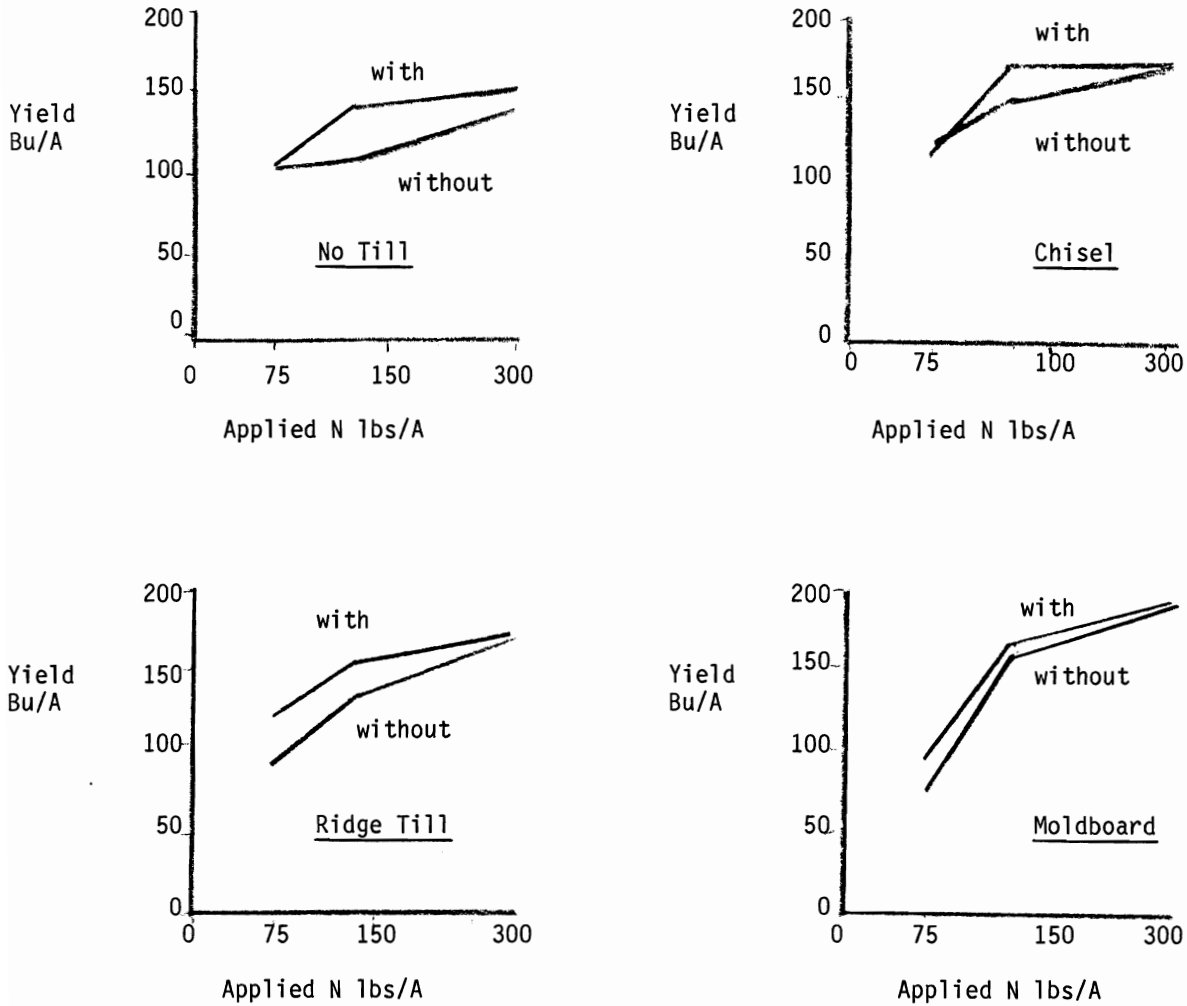 200
with
150
Yield
Bu/A
100
without
50
No Till
0
0 75 150 300
Applied N lbs/A
200
with
150
Yield
Bu/A
without
100
50
Chisel
0
0 75 100 300
Applied N lbs/A
200
with
150
Yield
Bu/A
without
100
50
Ridge Till
0
0 75 150 300
Applied N lbs/A
200
with
150
Yield
Bu/A
without
100
50
Moldboard
0
0 75 150 300
Applied N lbs/A